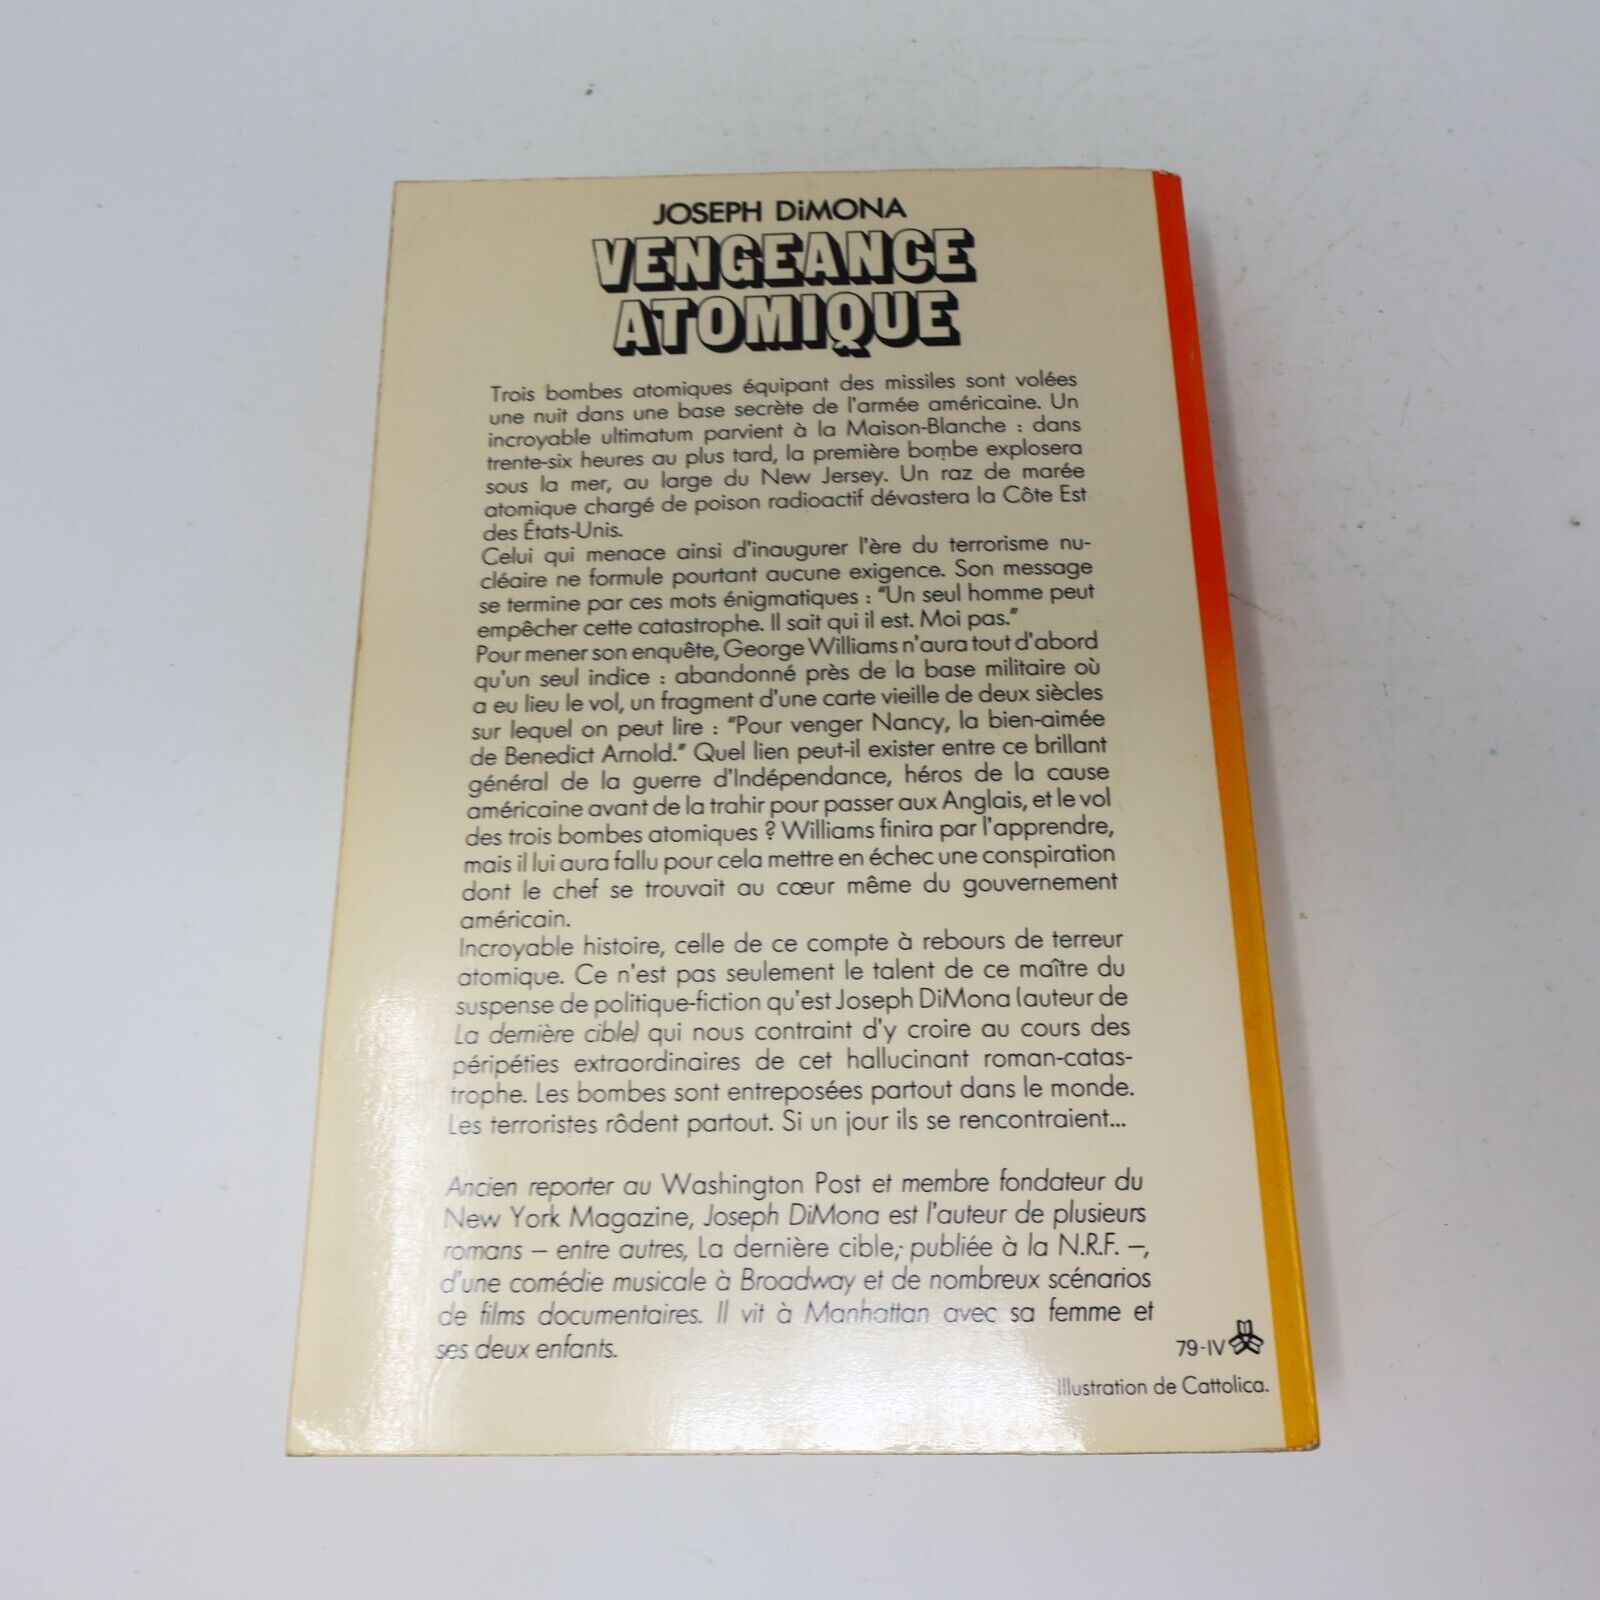 JOSEPH DiMONA
VENGEANCE
ATOMIQUE
Trois bombes atomiques équipant des missiles sont volées
une nuit dans une base secrète de l'armée américaine. Un
incroyable ultimatum parvient à la Maison-Blanche : dans
trente-six heures au plus tard, la première bombe explosera
sous la mer, au large du New Jersey. Un raz de marée
atomique chargé de poison radioactif dévastera la Côte Est
des États-Unis.
Celui qui menace ainsi d'inaugurer l'ère du terrorisme nu-
cléaire ne formule pourtant aucune exigence. Son message
se termine par ces mots énigmatiques : "Un seul homme peut
empêcher cette catastrophe. Il sait qui il est. Moi pas."
Pour mener son enquête, George Williams n'aura tout d'abord
qu'un seul indice : abandonné près de la base militaire où
a eu lieu le vol, un fragment d'une carte vieille de deux siècles
sur lequel on peut lire : "Pour venger Nancy, la bien-aimée
de Benedict Arnold." Quel lien peut-il exister entre ce brillant
général de la guerre d'Indépendance, héros de la cause
américaine avant de la trahir pour passer aux Anglais, et le vol
des trois bombes atomiques ? Williams finira par l'apprendre,
mais il lui aura fallu pour cela mettre en échec une conspiration
dont le chef se trouvait au cœur même du gouvernement
américain.
Incroyable histoire, celle de ce compte à rebours de terreur
atomique. Ce n'est pas seulement le talent de ce maître du
suspense de politique-fiction qu'est Joseph DiMona (auteur de
La dernière cible) qui nous contraint d'y croire au cours des
péripéties extraordinaires de cet hallucinant roman-catas-
trophe. Les bombes sont entreposées partout dans le monde.
Les terroristes rôdent partout. Si un jour ils se rencontraient...
Ancien reporter au Washington Post et membre fondateur du
New York Magazine, Joseph DiMona est l'auteur de plusieurs
romans – entre autres, La dernière cible, publiée à la N.R.F. –,
d'une comédie musicale à Broadway et de nombreux scénarios
de films documentaires. Il vit à Manhattan avec sa femme et
ses deux enfants.
79-IV
Illustration de Cattolica.